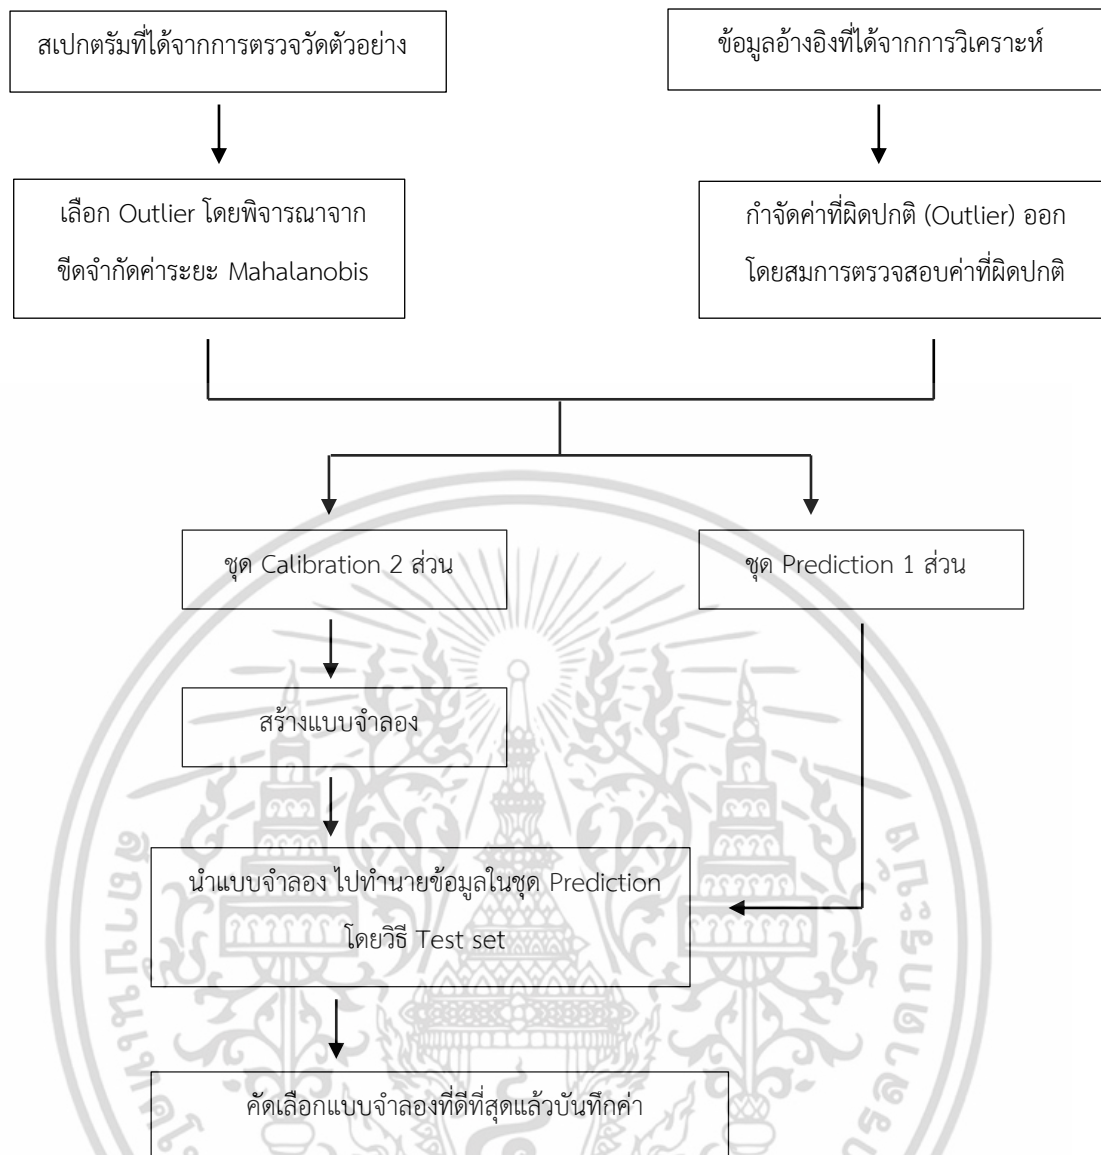 สเปกตรัมที่ได้จากการตรวจวัดตัวอย่าง
ข้อมูลอ้างอิงที่ได้จากการวิเคราะห์
เลือก Outlier โดยพิจารณาจาก
ขีดจำกัดค่าระยะ Mahalanobis
กำจัดค่าที่ผิดปกติ (Outlier) ออก
โดยสมการตรวจสอบค่าที่ผิดปกติ
ชุด Calibration 2 ส่วน
ชุด Prediction 1 ส่วน
สร้างแบบจำลอง
นำแบบจำลอง ไปทำนายข้อมูลในชุด Prediction
โดยวิธี Test set
คัดเลือกแบบจำลองที่ดีที่สุดแล้วบันทึกค่า